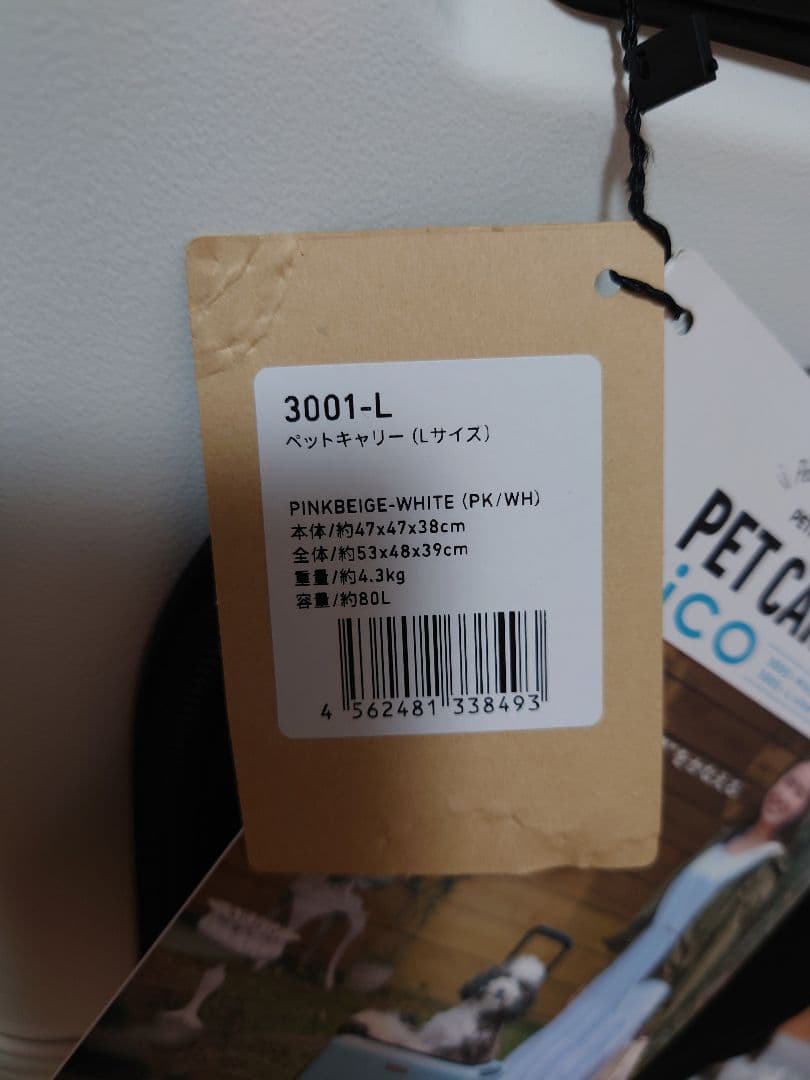 3001-L
ペットキャリー (Lサイズ)
PINKBEIGE-WHITE (PK/WH)
本体/約47x47x38cm
全体/約53x48x39cm
重量/約4.3kg
容量/約80L
4 562481 338493
PET CA
iCO